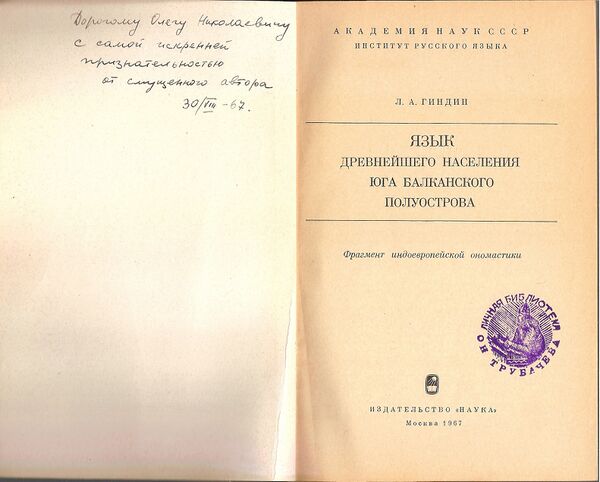 Дорогому Олегу Николаевичу
с самой искренней
признательностью
от смущенного автора
30/VIII-67.
АКАДЕМИЯ НАУК СССР
ИНСТИТУТ РУССКОГО ЯЗЫКА
Л. А. ГИНДИН
ЯЗЫК
ДРЕВНЕЙШЕГО НАСЕЛЕНИЯ
ЮГА БАЛКАНСКОГО
ПОЛУОСТРОВА
Фрагмент индоевропейской ономастики
ЛИЧНАЯ БИБЛИОТЕКА
ОН ТРУБАЧЕВА
ИЗДАТЕЛЬСТВО «НАУКА»
Москва 1967